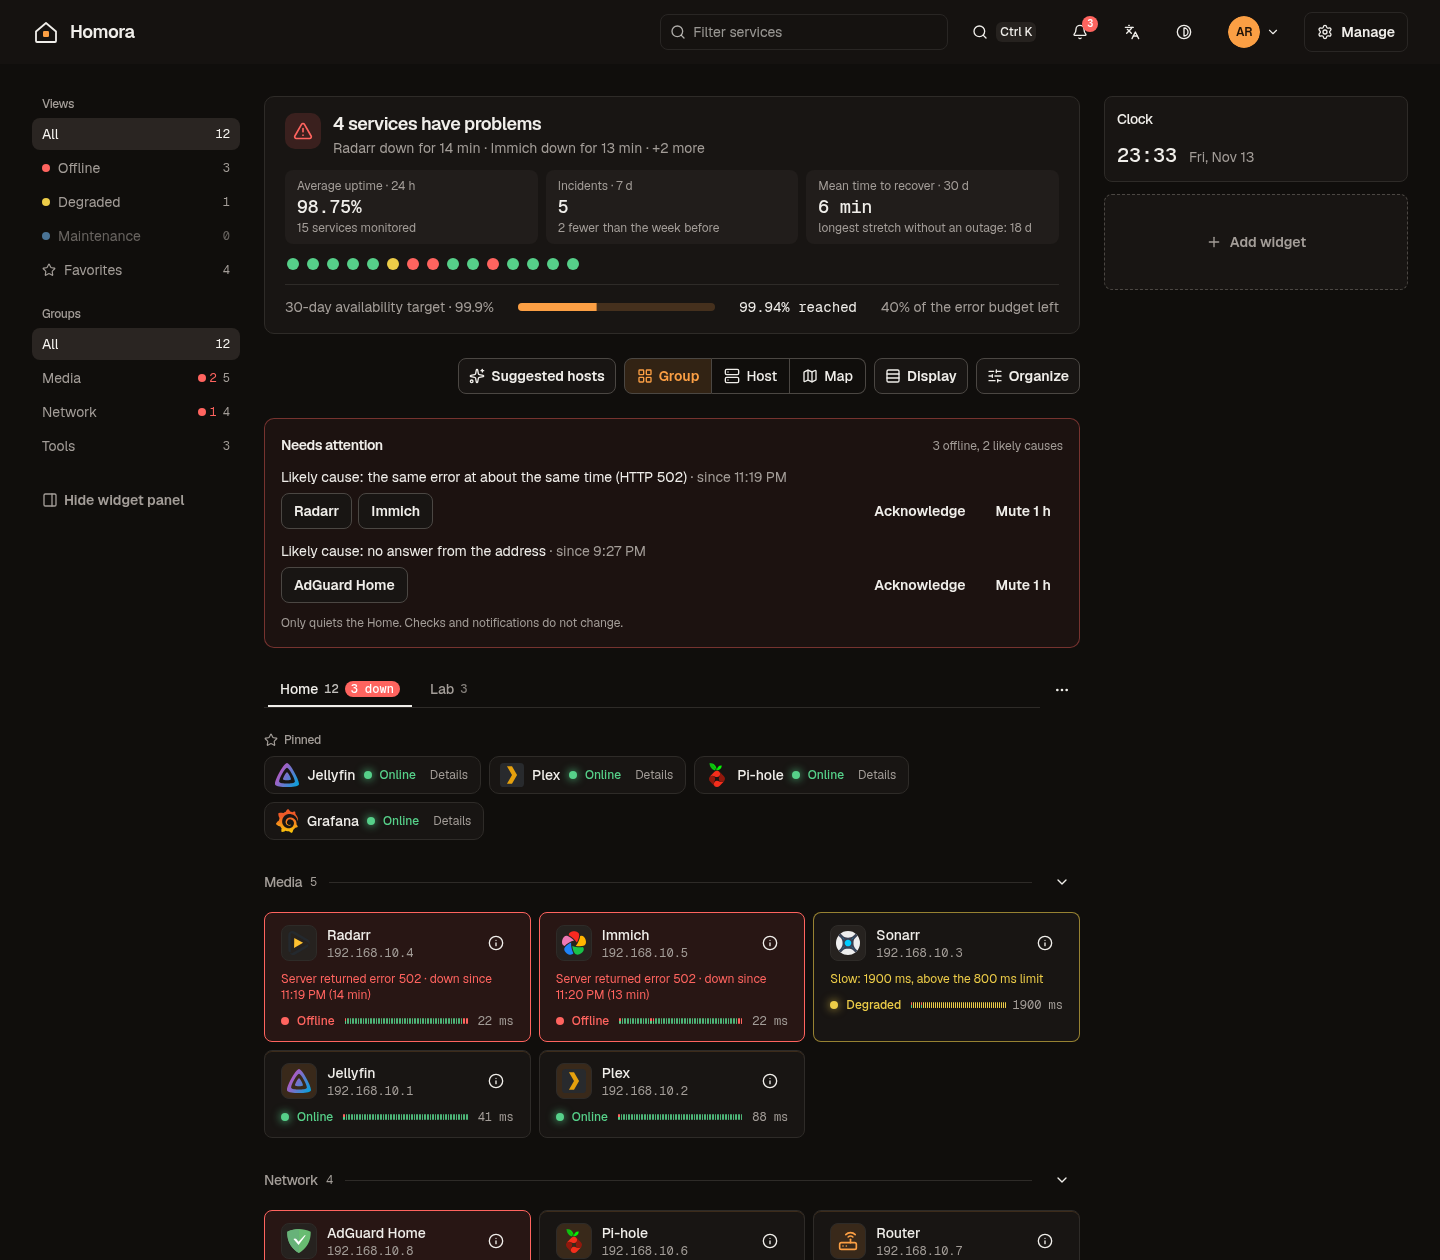 Homora
Filter services
Ctrl K
3
AR
Manage
Views
All 12
Offline 3
Degraded 1
Maintenance 0
Favorites 4
Groups
All 12
Media 2 5
Network 1 4
Tools 3
Hide widget panel
4 services have problems
Radarr down for 14 min · Immich down for 13 min · +2 more
Average uptime · 24 h
98.75%
15 services monitored
Incidents · 7 d
5
2 fewer than the week before
Mean time to recover · 30 d
6 min
longest stretch without an outage: 18 d
30-day availability target · 99.9% 99.94% reached 40% of the error budget left
Suggested hosts Group Host Map Display Organize
Needs attention 3 offline, 2 likely causes
Likely cause: the same error at about the same time (HTTP 502) · since 11:19 PM
Radarr Immich Acknowledge Mute 1 h
Likely cause: no answer from the address · since 9:27 PM
AdGuard Home Acknowledge Mute 1 h
Only quiets the Home. Checks and notifications do not change.
Home 12 3 down Lab 3
Pinned
Jellyfin Online Details
Plex Online Details
Pi-hole Online Details
Grafana Online Details
Media 5
Radarr
192.168.10.4
Server returned error 502 · down since
11:19 PM (14 min)
Offline 22 ms
Immich
192.168.10.5
Server returned error 502 · down since
11:20 PM (13 min)
Offline 22 ms
Sonarr
192.168.10.3
Slow: 1900 ms, above the 800 ms limit
Degraded 1900 ms
Jellyfin
192.168.10.1
Online 41 ms
Plex
192.168.10.2
Online 88 ms
Network 4
AdGuard Home
192.168.10.8
Pi-hole
192.168.10.6
Router
192.168.10.7
Clock
23:33 Fri, Nov 13
Add widget